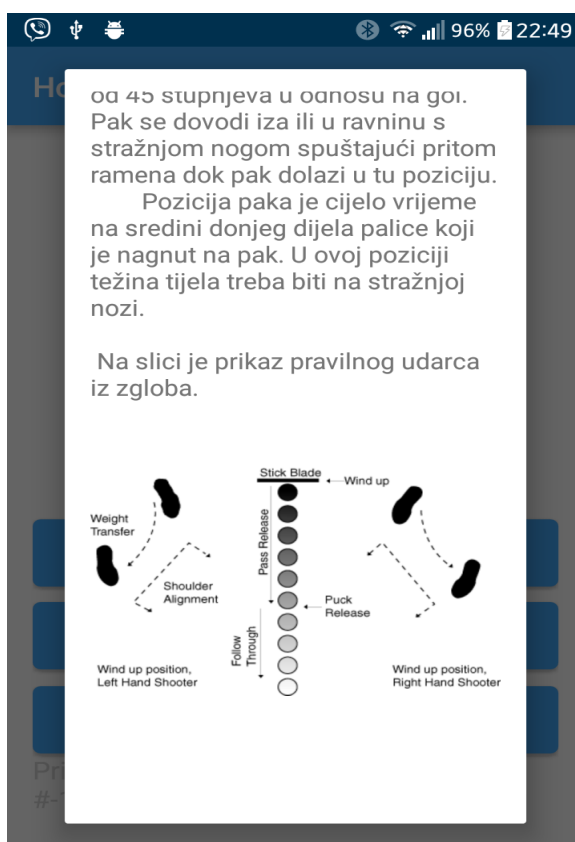 96% 22:49
Ho
od 45 stupnjeva u odnosu na gol.
Pak se dovodi iza ili u ravninu s
stražnjom nogom spuštajući pritom
ramena dok pak dolazi u tu poziciju.
Pozicija paka je cijelo vrijeme
na sredini donjeg dijela palice koji
je nagnut na pak. U ovoj poziciji
težina tijela treba biti na stražnjoj
nozi.
Na slici je prikaz pravilnog udarca
iz zgloba.
Stick Blade
Wind up
Weight
Transfer
Pass Release
Shoulder
Alignment
Puck
Release
Follow
Through
Wind up position,
Left Hand Shooter
Wind up position,
Right Hand Shooter
Pri